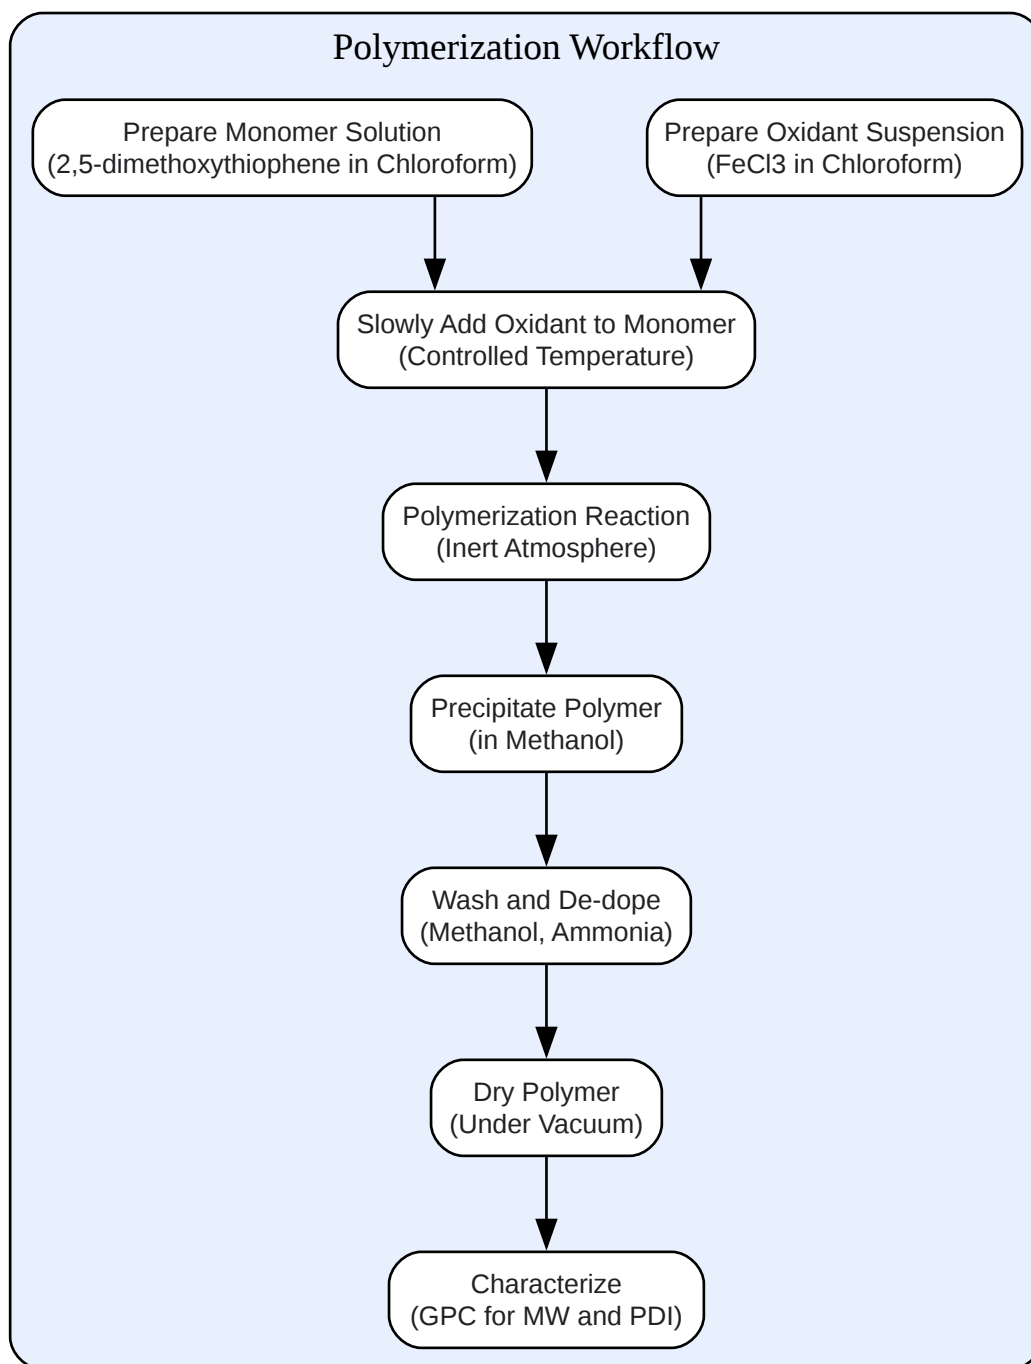 Polymerization Workflow
Prepare Monomer Solution
(2,5-dimethoxythiophene in Chloroform)
Prepare Oxidant Suspension
(FeCl3 in Chloroform)
Slowly Add Oxidant to Monomer
(Controlled Temperature)
Polymerization Reaction
(Inert Atmosphere)
Precipitate Polymer
(in Methanol)
Wash and De-dope
(Methanol, Ammonia)
Dry Polymer
(Under Vacuum)
Characterize
(GPC for MW and PDI)